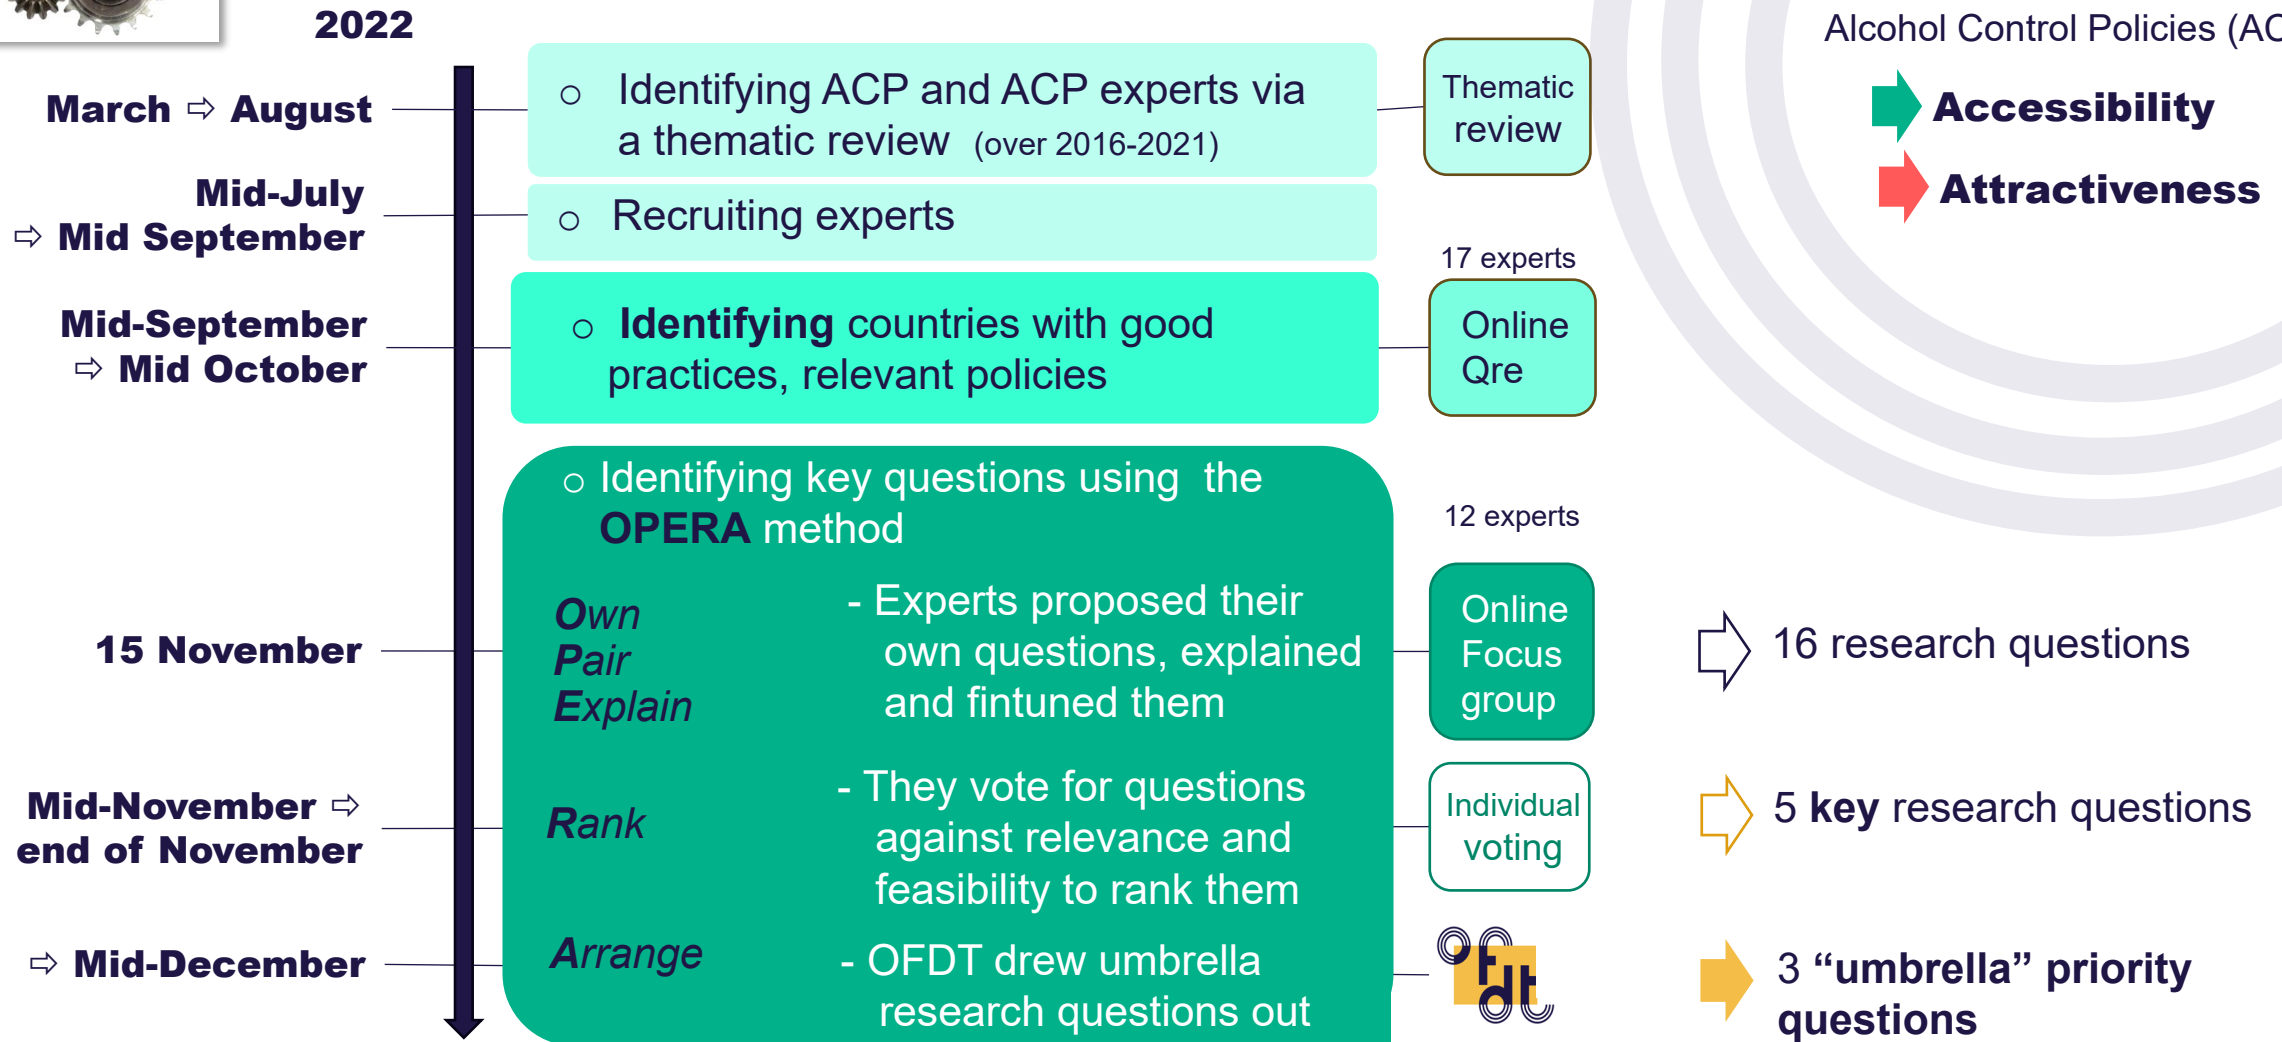 2022
Alcohol Control Policies (AC
Accessibility
Attractiveness
March ⇨ August
○ Identifying ACP and ACP experts via
a thematic review (over 2016-2021)
Thematic
review
Mid-July
⇨ Mid September
○ Recruiting experts
17 experts
Mid-September
⇨ Mid October
○ Identifying countries with good
practices, relevant policies
Online
Qre
○ Identifying key questions using the
OPERA method
12 experts
15 November
Own
Pair
Explain
- Experts proposed their
own questions, explained
and fintuned them
Online
Focus
group
16 research questions
Mid-November ⇨
end of November
Rank
- They vote for questions
against relevance and
feasibility to rank them
Individual
voting
5 key research questions
⇨ Mid-December
Arrange
- OFDT drew umbrella
research questions out
ofdt
3 “umbrella” priority
questions